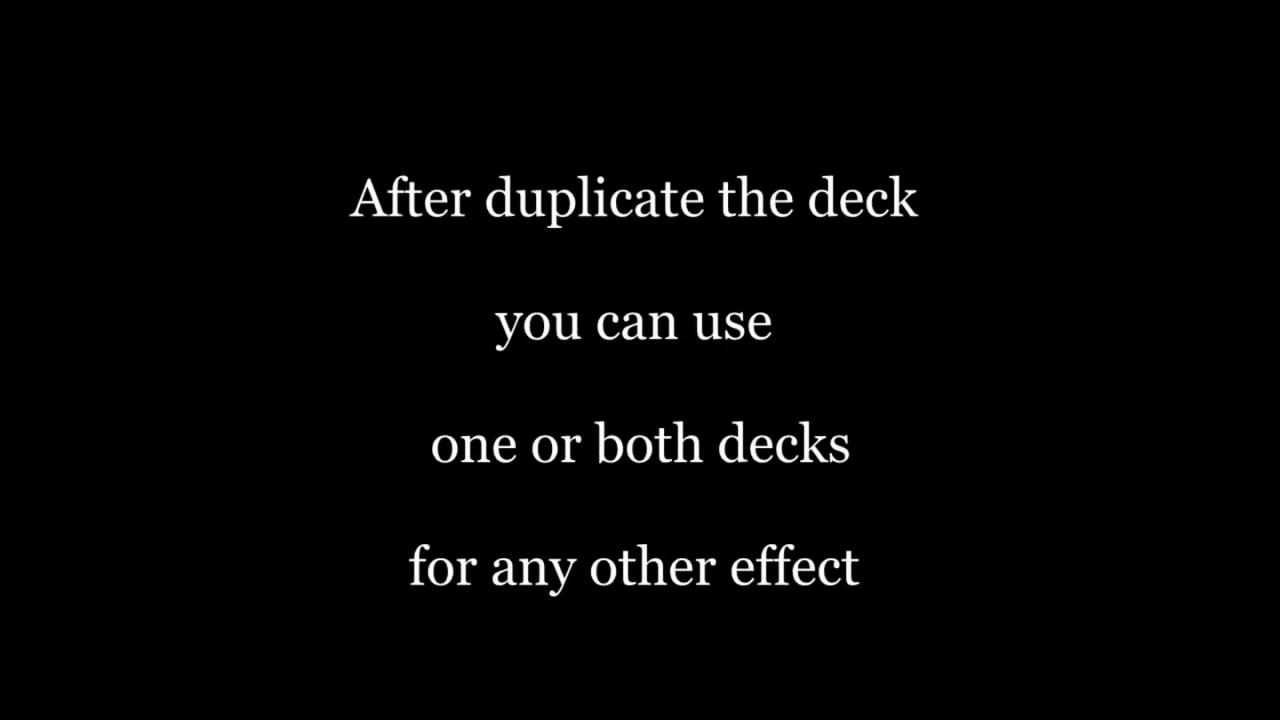 After duplicate the deck
you can use
one or both decks
for any other effect